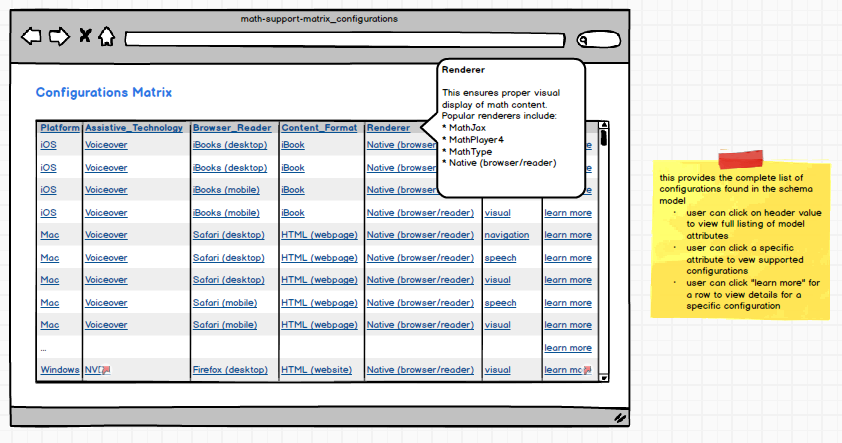 math-support-matrix_configurations
Configurations Matrix
Renderer
This ensures proper visual
display of math content.
Popular renderers include:
* MathJax
* MathPlayer4
* MathType
* Native (browser/reader)
Platform Assistive_Technology Browser_Reader Content_Format Renderer
iOS Voiceover iBooks (desktop) iBook Native (browser
iOS Voiceover iBooks (desktop) iBook Native (browser
iOS Voiceover iBooks (mobile) iBook Native (browser
iOS Voiceover iBooks (mobile) iBook Native (browser/reader) visual learn more
Mac Voiceover Safari (desktop) HTML (webpage) Native (browser/reader) navigation learn more
Mac Voiceover Safari (desktop) HTML (webpage) Native (browser/reader) speech learn more
Mac Voiceover Safari (desktop) HTML (webpage) Native (browser/reader) visual learn more
Mac Voiceover Safari (mobile) HTML (webpage) Native (browser/reader) speech learn more
Mac Voiceover Safari (mobile) HTML (webpage) Native (browser/reader) visual learn more
... learn more
Windows Firefox (desktop) HTML (website) Native (browser/reader) visual learn
this provides the complete list of
configurations found in the schema
model
· user can click on header value
to view full listing of model
attributes
· user can click a specific
attribute to vew supported
configurations
· user can click "learn more" for
a row to view details for a
specific configuration